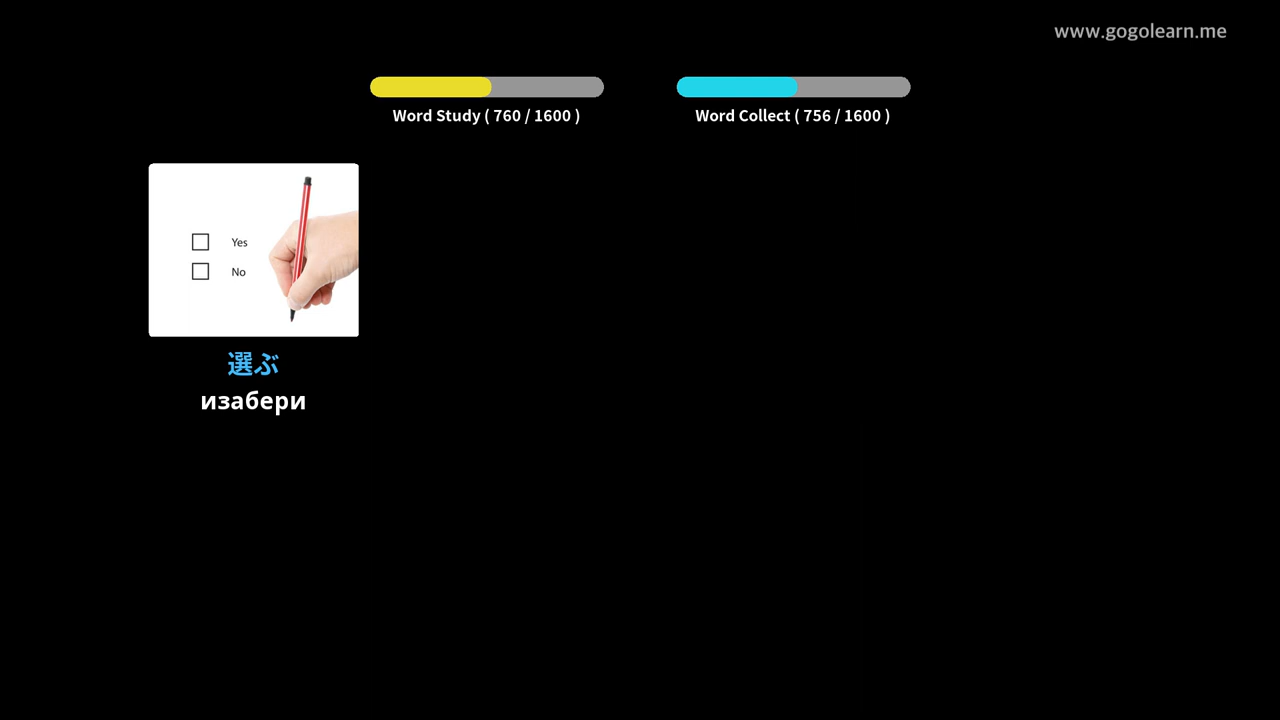 www.gogolearn.me
Word Study ( 760 / 1600 )
Word Collect ( 756 / 1600 )
Yes
No
選ぶ
изабери